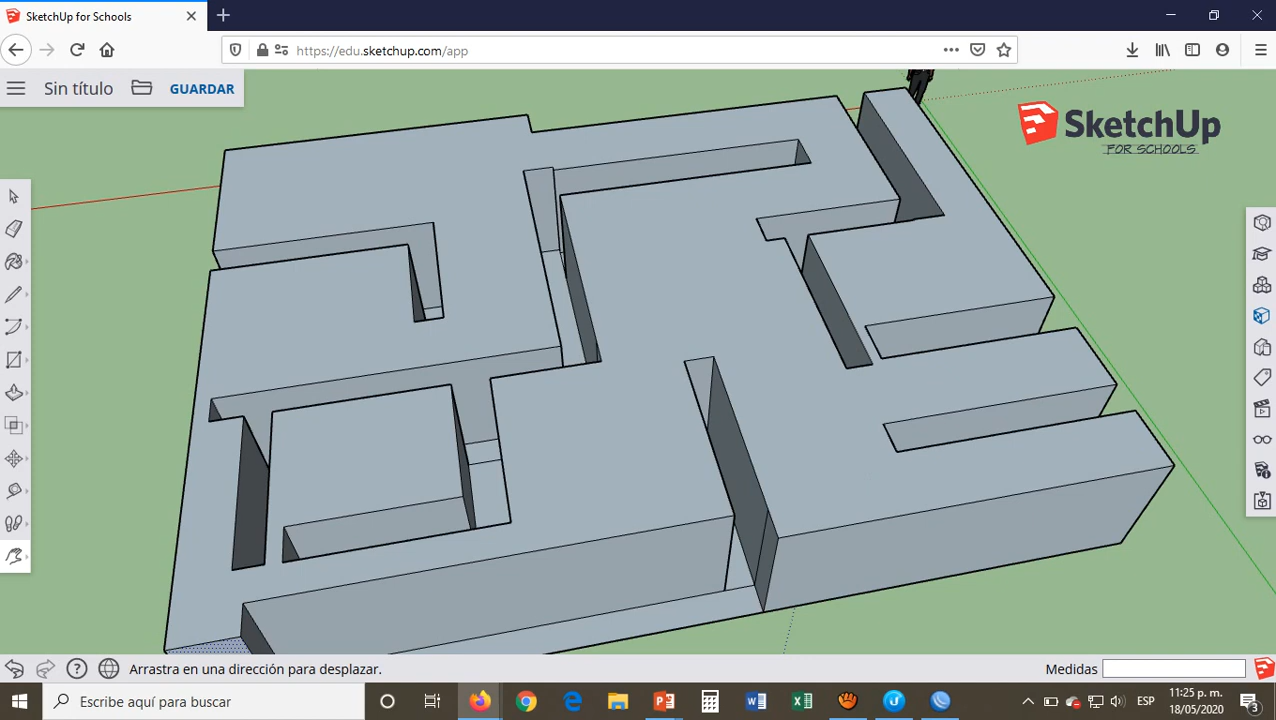 SketchUp for Schools
https://edu.sketchup.com/app
Sin título
GUARDAR
SketchUp
FOR SCHOOLS
Arrastra en una dirección para desplazar.
Medidas
Escribe aquí para buscar
ESP
11:25 p. m.
18/05/2020
3